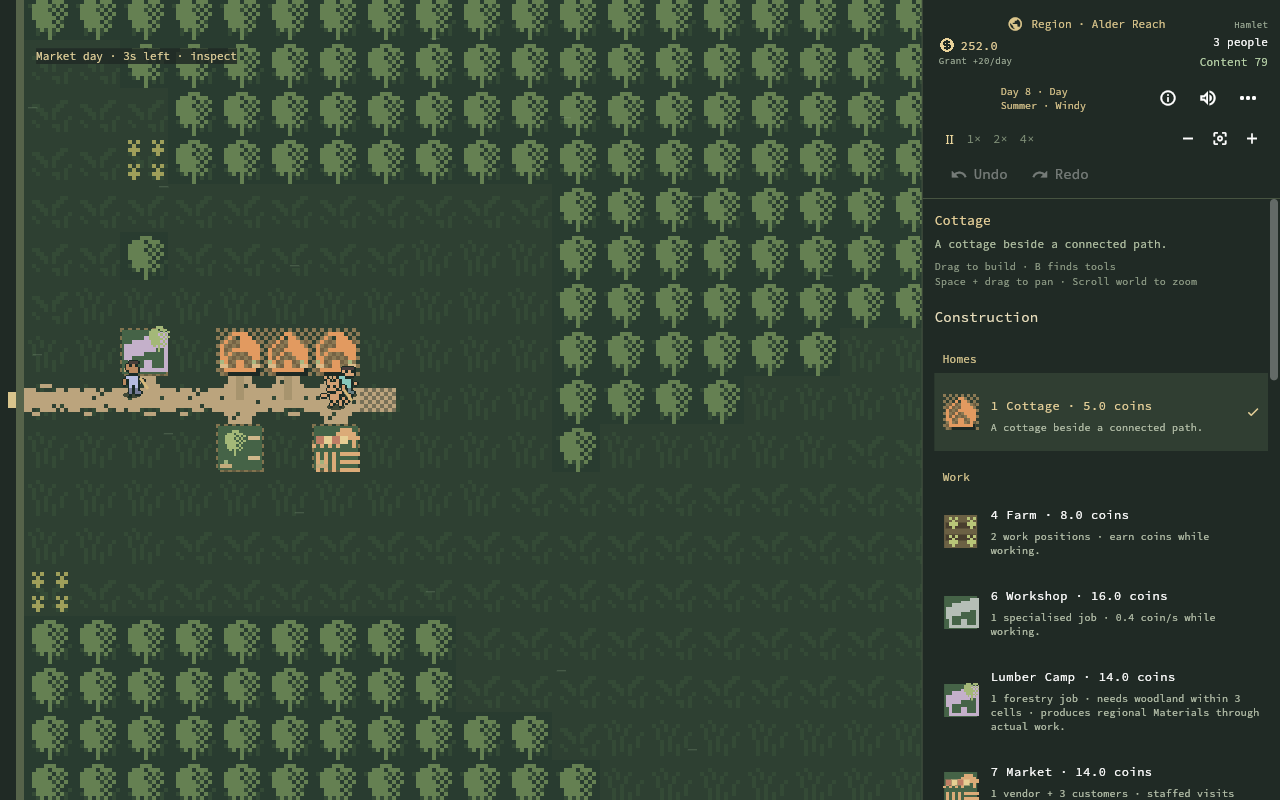 Market day · 3s left · inspect
Region · Alder Reach
Hamlet
252.0
3 people
Grant +20/day
Content 79
Day 8 · Day
Summer · Windy
1× 2× 4×
Undo Redo
Cottage
A cottage beside a connected path.
Drag to build · B finds tools
Space + drag to pan · Scroll world to zoom
Construction
Homes
1 Cottage · 5.0 coins
A cottage beside a connected path.
Work
4 Farm · 8.0 coins
2 work positions · earn coins while
working.
6 Workshop · 16.0 coins
1 specialised job · 0.4 coin/s while
working.
Lumber Camp · 14.0 coins
1 forestry job · needs woodland within 3
cells · produces regional Materials through
actual work.
7 Market · 14.0 coins
1 vendor + 3 customers · staffed visits